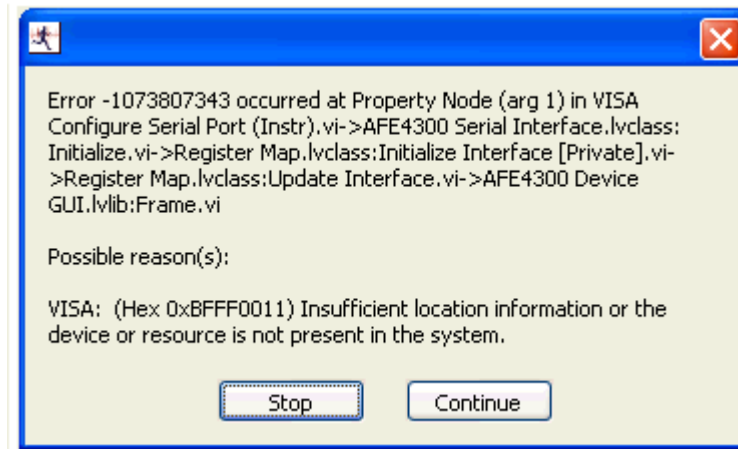 Error -1073807343 occurred at Property Node (arg 1) in VISA
Configure Serial Port (Instr).vi->AFE4300 Serial Interface.lvclass:
Initialize.vi->Register Map.lvclass:Initialize Interface [Private].vi-
>Register Map.lvclass:Update Interface.vi->AFE4300 Device
GUI.lvlib:Frame.vi
Possible reason(s):
VISA:  (Hex 0xBFFF0011) Insufficient location information or the
device or resource is not present in the system.
Stop
Continue